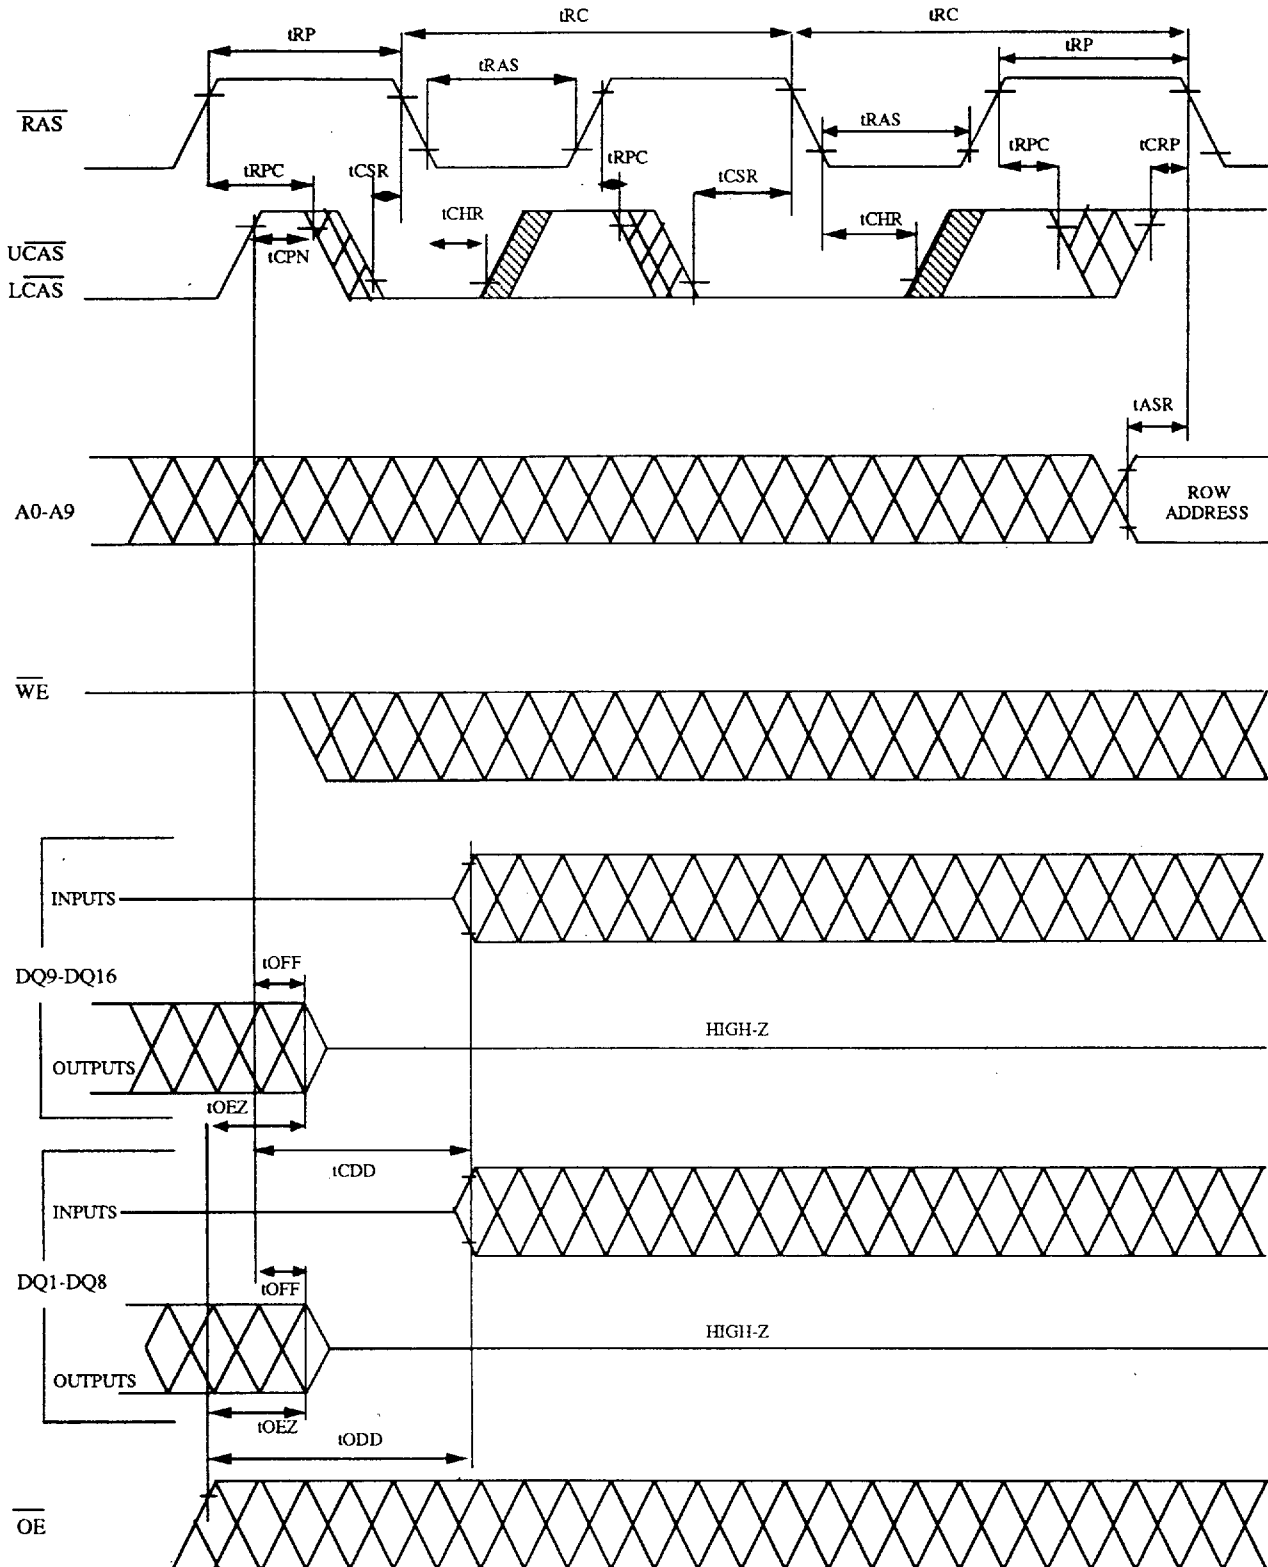 tRC
tRC
tRP
tRP
tRAS
RAS
tRAS
tRPC
tCSR
tRPC
tCSR
tRPC
tCRP
tCHR
tCHR
UCAS
tCPN
LCAS
tASR
A0-A9
ROW
ADDRESS
WE
INPUTS
tOFF
DQ9-DQ16
HIGH-Z
OUTPUTS
tOEZ
tCDD
INPUTS
DQ1-DQ8
tOFF
HIGH-Z
OUTPUTS
tOEZ
tODD
OE